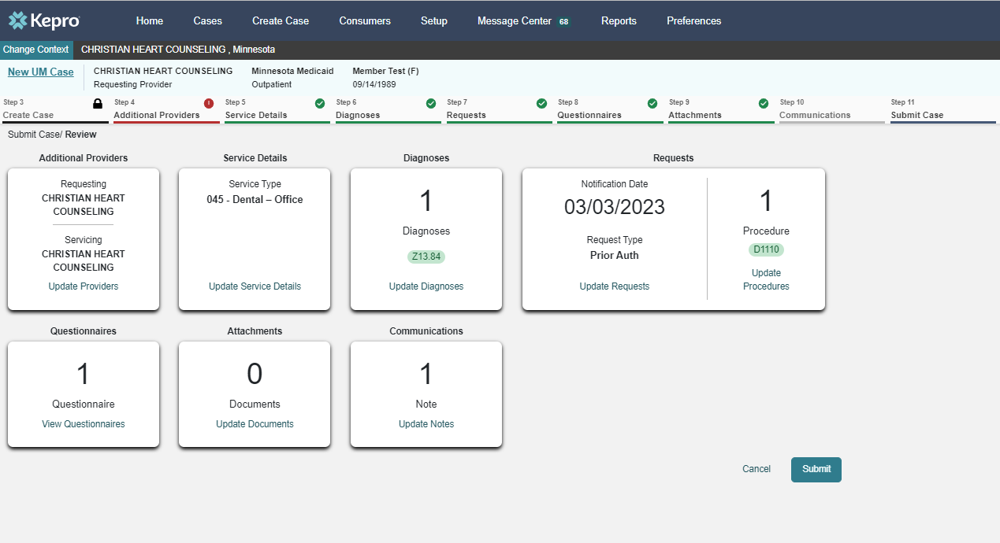 Kepro
Home Cases Create Case Consumers Setup Message Center 68 Reports Preferences
Change Context CHRISTIAN HEART COUNSELING , Minnesota
New UM Case
CHRISTIAN HEART COUNSELING
Requesting Provider
Minnesota Medicaid
Outpatient
Member Test (F)
09/14/1989
Step 3
Create Case
Step 4
Additional Providers
Step 5
Service Details
Step 6
Diagnoses
Step 7
Requests
Step 8
Questionnaires
Step 9
Attachments
Step 10
Communications
Step 11
Submit Case
Submit Case/ Review
Additional Providers
Requesting
CHRISTIAN HEART
COUNSELING
Servicing
CHRISTIAN HEART
COUNSELING
Update Providers
Service Details
Service Type
045 - Dental – Office
Update Service Details
Diagnoses
1
Diagnoses
Z13.84
Update Diagnoses
Requests
Notification Date
03/03/2023
Request Type
Prior Auth
Update Requests
1
Procedure
D1110
Update
Procedures
Questionnaires
1
Questionnaire
View Questionnaires
Attachments
0
Documents
Update Documents
Communications
1
Note
Update Notes
Cancel Submit